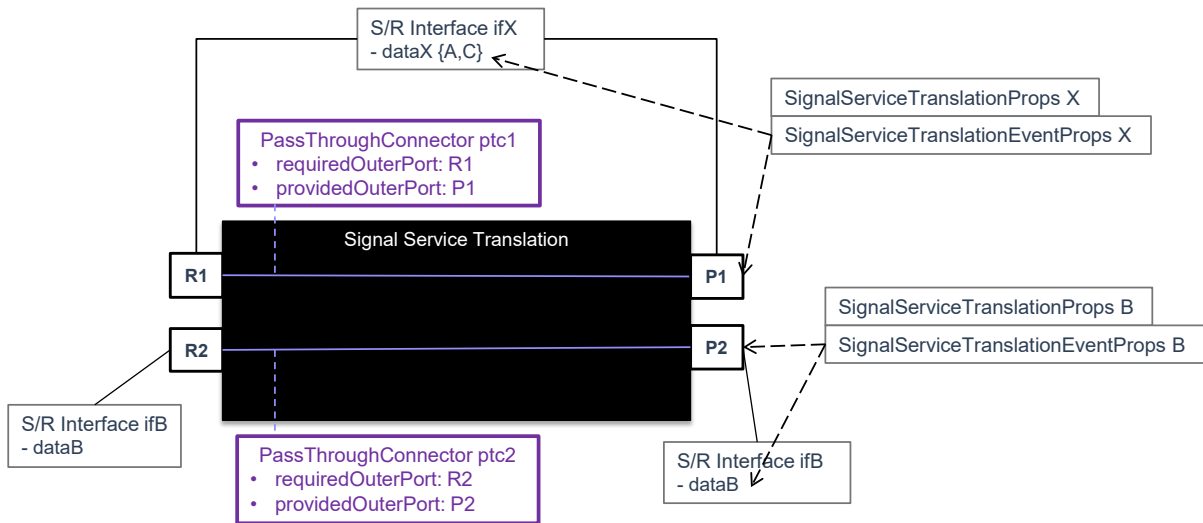 S/R Interface ifX
- dataX {A,C}
SignalServiceTranslationProps X
SignalServiceTranslationEventProps X
PassThroughConnector ptc1
• requiredOuterPort: R1
• providedOuterPort: P1
Signal Service Translation
R1
P1
SignalServiceTranslationProps B
SignalServiceTranslationEventProps B
R2
P2
S/R Interface ifB
- dataB
PassThroughConnector ptc2
• requiredOuterPort: R2
• providedOuterPort: P2
S/R Interface ifB
- dataB